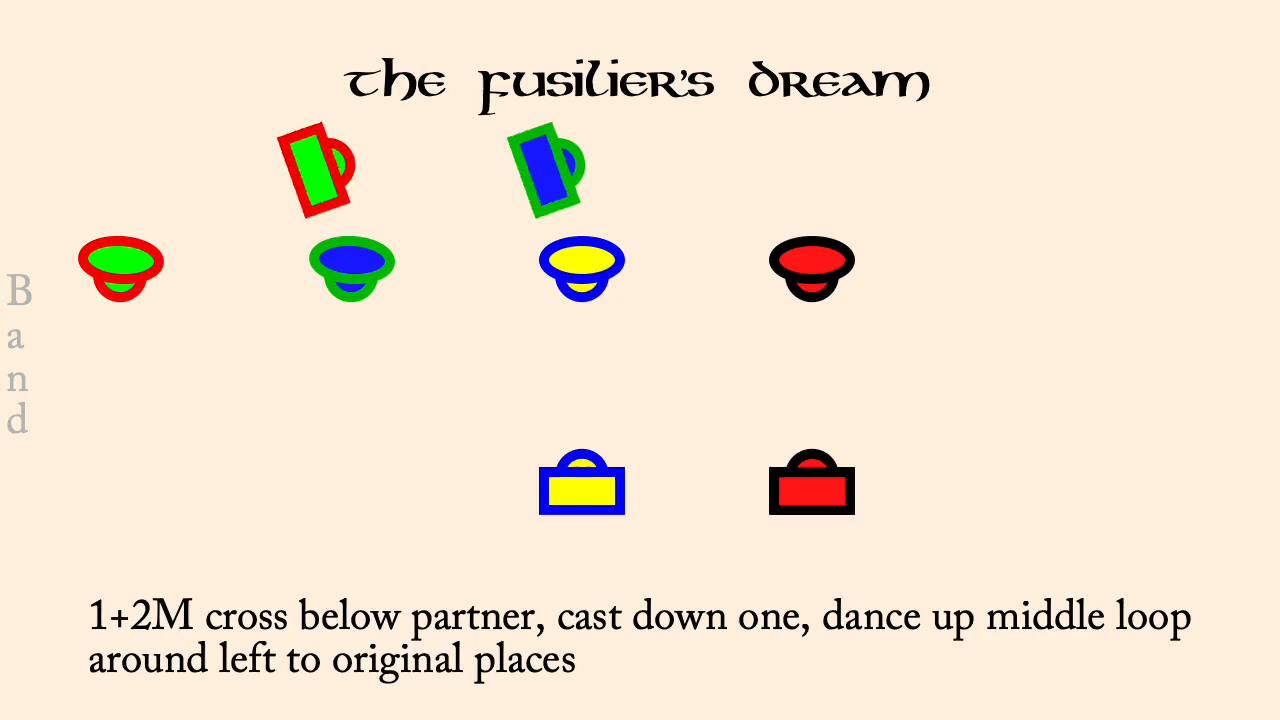 The Fusilier's Dream
Band
1+2M cross below partner, cast down one, dance up middle loop
around left to original places